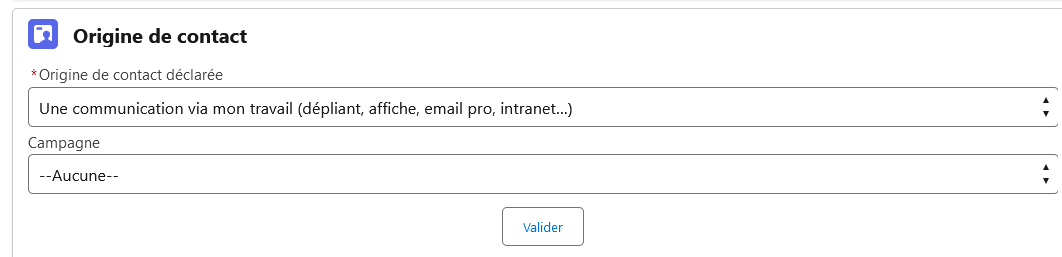 Origine de contact
*Origine de contact déclarée
Une communication via mon travail (dépliant, affiche, email pro, intranet...)
Campagne
--Aucune--
Valider